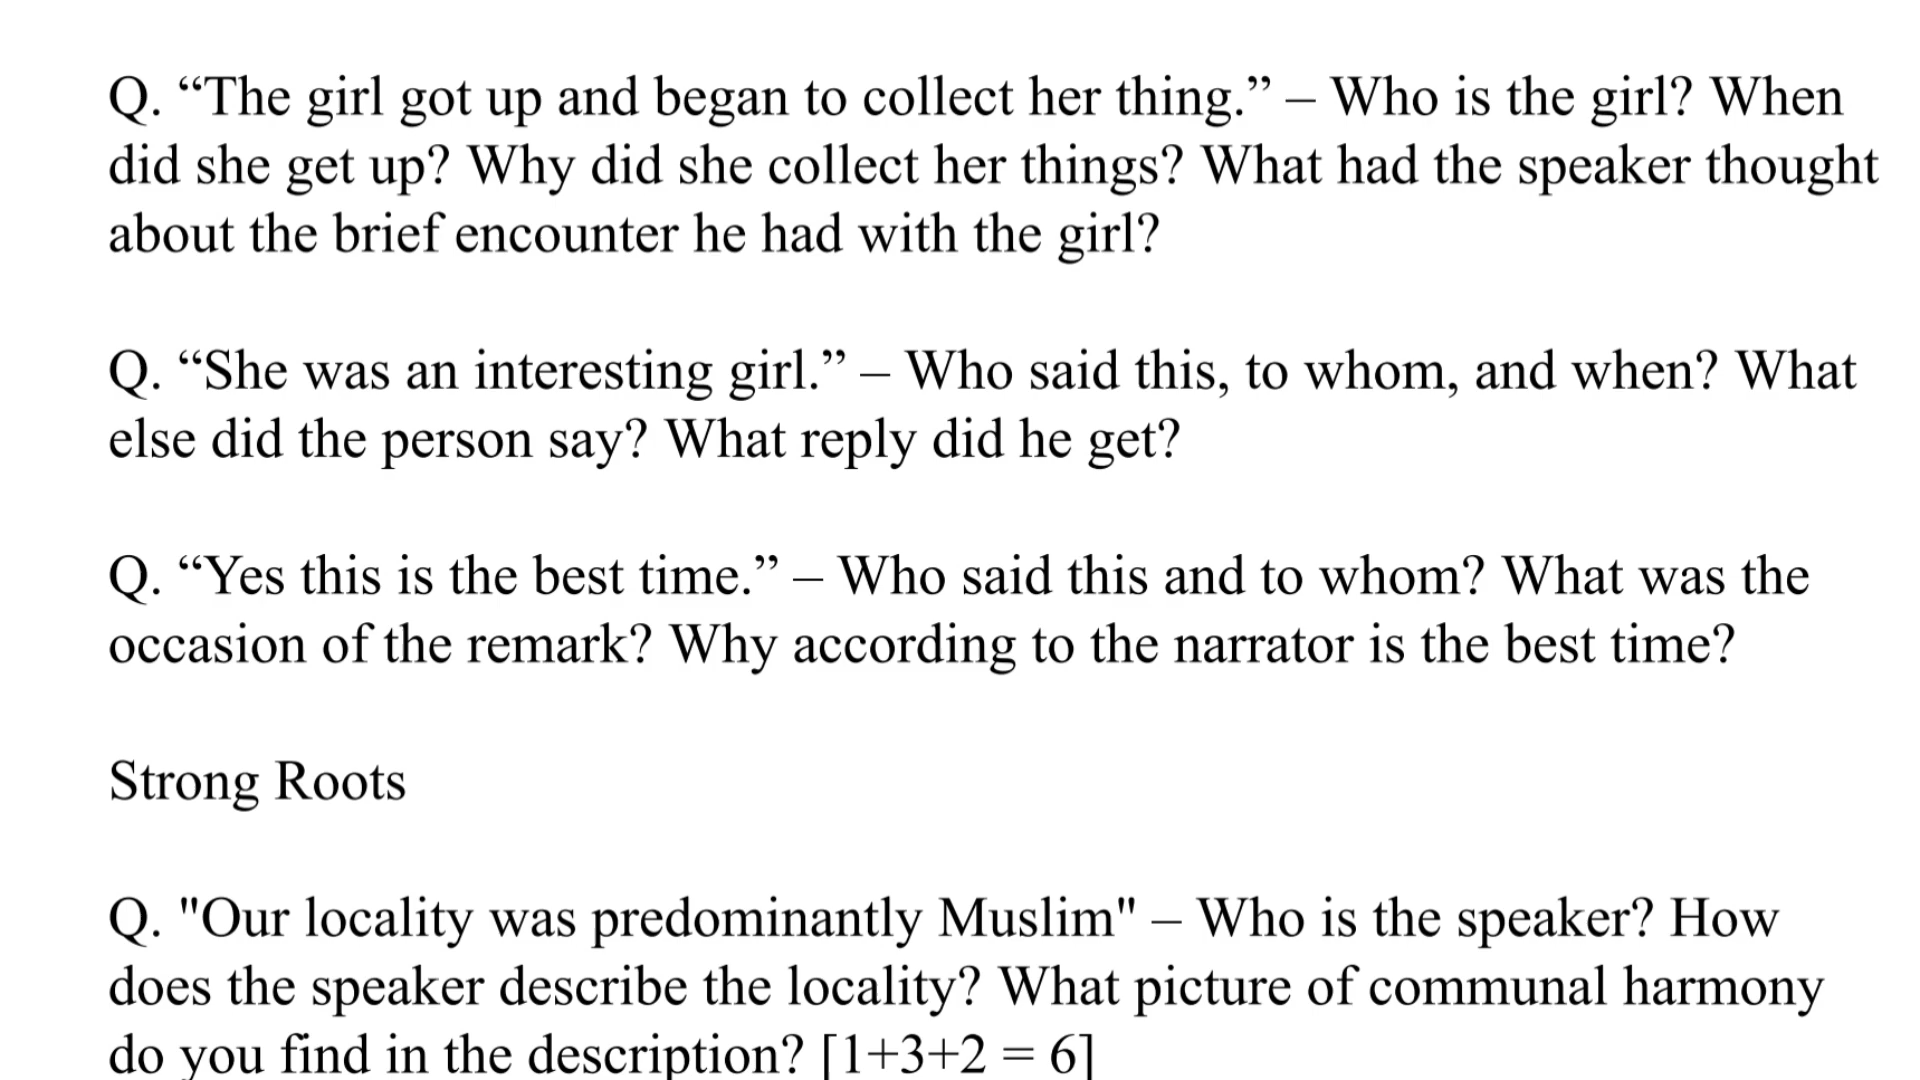 Q. “The girl got up and began to collect her thing.” – Who is the girl? When
did she get up? Why did she collect her things? What had the speaker thought
about the brief encounter he had with the girl?
Q. “She was an interesting girl.” – Who said this, to whom, and when? What
else did the person say? What reply did he get?
Q. “Yes this is the best time.” – Who said this and to whom? What was the
occasion of the remark? Why according to the narrator is the best time?
Strong Roots
Q. "Our locality was predominantly Muslim" – Who is the speaker? How
does the speaker describe the locality? What picture of communal harmony
do you find in the description? [1+3+2 = 6]